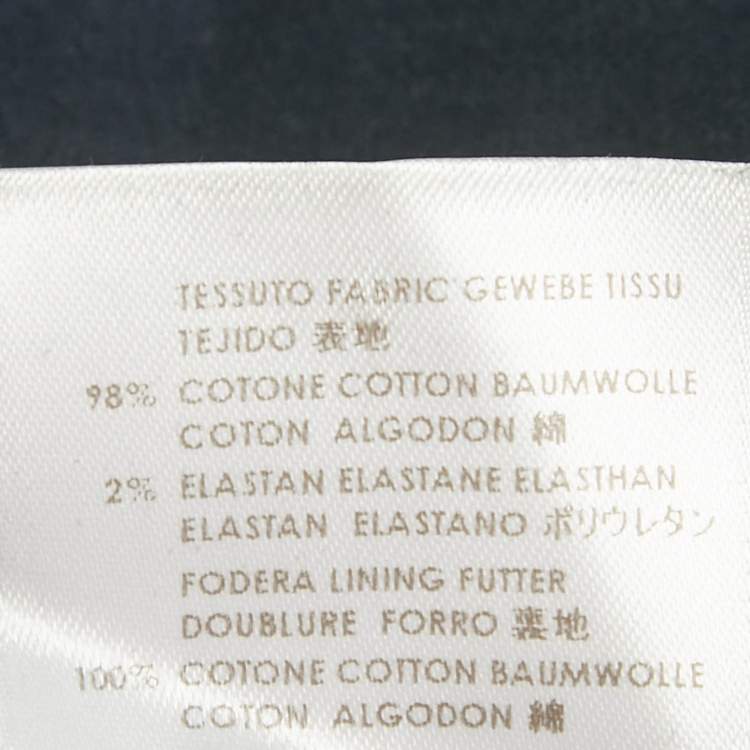 TESSUTO FABRIC GEWEBE TISSU
TEJIDO 表地
98% COTONE COTTON BAUMWOLLE
COTON ALGODON 綿
2% ELASTAN ELASTANE ELASTHAN
ELASTAN ELASTANO ポリウレタン
FODERA LINING FUTTER
DOUBLURE FORRO 裏地
100% COTONE COTTON BAUMWOLLE
COTON ALGODON 綿